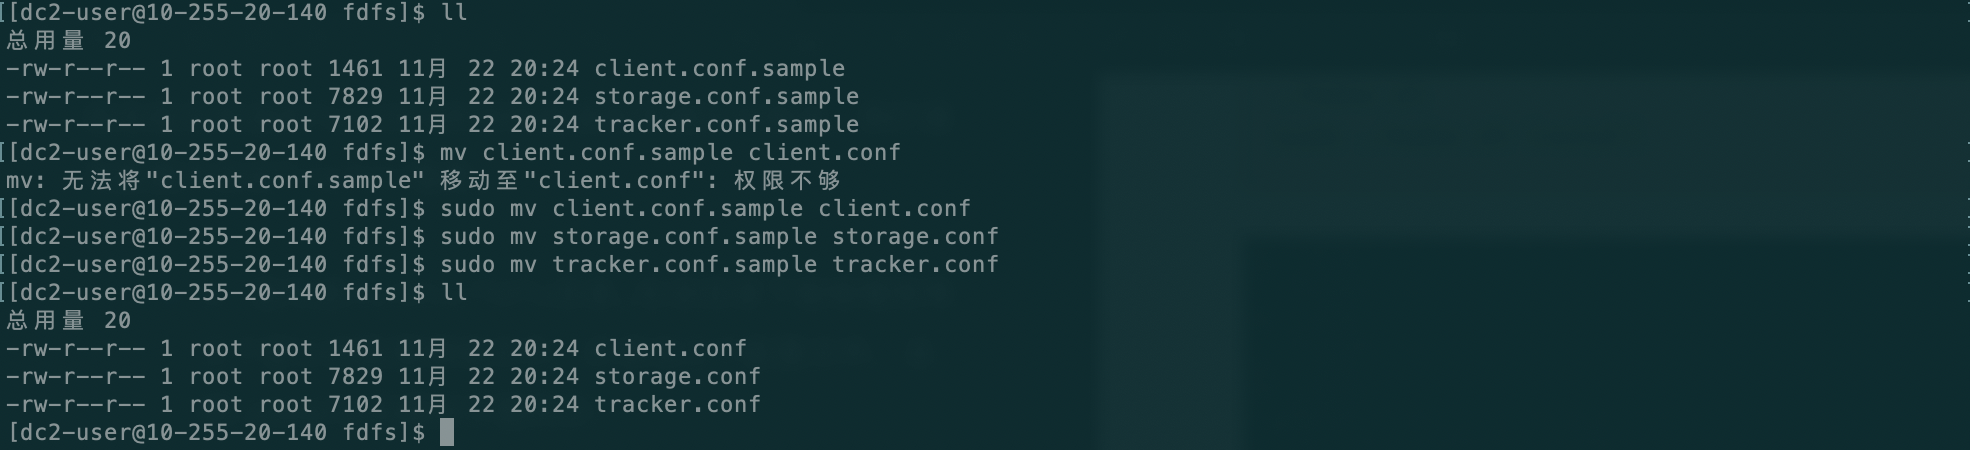 [[dc2-user@10-255-20-140 fdfs]$ ll
总用量 20
-rw-r--r-- 1 root root 1461 11月  22 20:24 client.conf.sample
-rw-r--r-- 1 root root 7829 11月  22 20:24 storage.conf.sample
-rw-r--r-- 1 root root 7102 11月  22 20:24 tracker.conf.sample
[[dc2-user@10-255-20-140 fdfs]$ mv client.conf.sample client.conf
mv: 无法将"client.conf.sample" 移动至"client.conf": 权限不够
[[dc2-user@10-255-20-140 fdfs]$ sudo mv client.conf.sample client.conf
[[dc2-user@10-255-20-140 fdfs]$ sudo mv storage.conf.sample storage.conf
[[dc2-user@10-255-20-140 fdfs]$ sudo mv tracker.conf.sample tracker.conf
[[dc2-user@10-255-20-140 fdfs]$ ll
总用量 20
-rw-r--r-- 1 root root 1461 11月  22 20:24 client.conf
-rw-r--r-- 1 root root 7829 11月  22 20:24 storage.conf
-rw-r--r-- 1 root root 7102 11月  22 20:24 tracker.conf
[dc2-user@10-255-20-140 fdfs]$